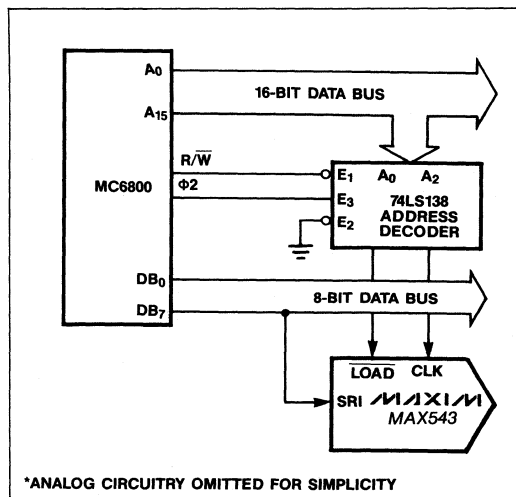 A0
16-BIT DATA BUS
A15
R/W̅
Φ2
MC6800
E1 A0 A2
E3 74LS138
ADDRESS
E2 DECODER
DB0
8-BIT DATA BUS
DB7
L̅O̅A̅D̅ CLK
SRI MAXIM
MAX543
*ANALOG CIRCUITRY OMITTED FOR SIMPLICITY